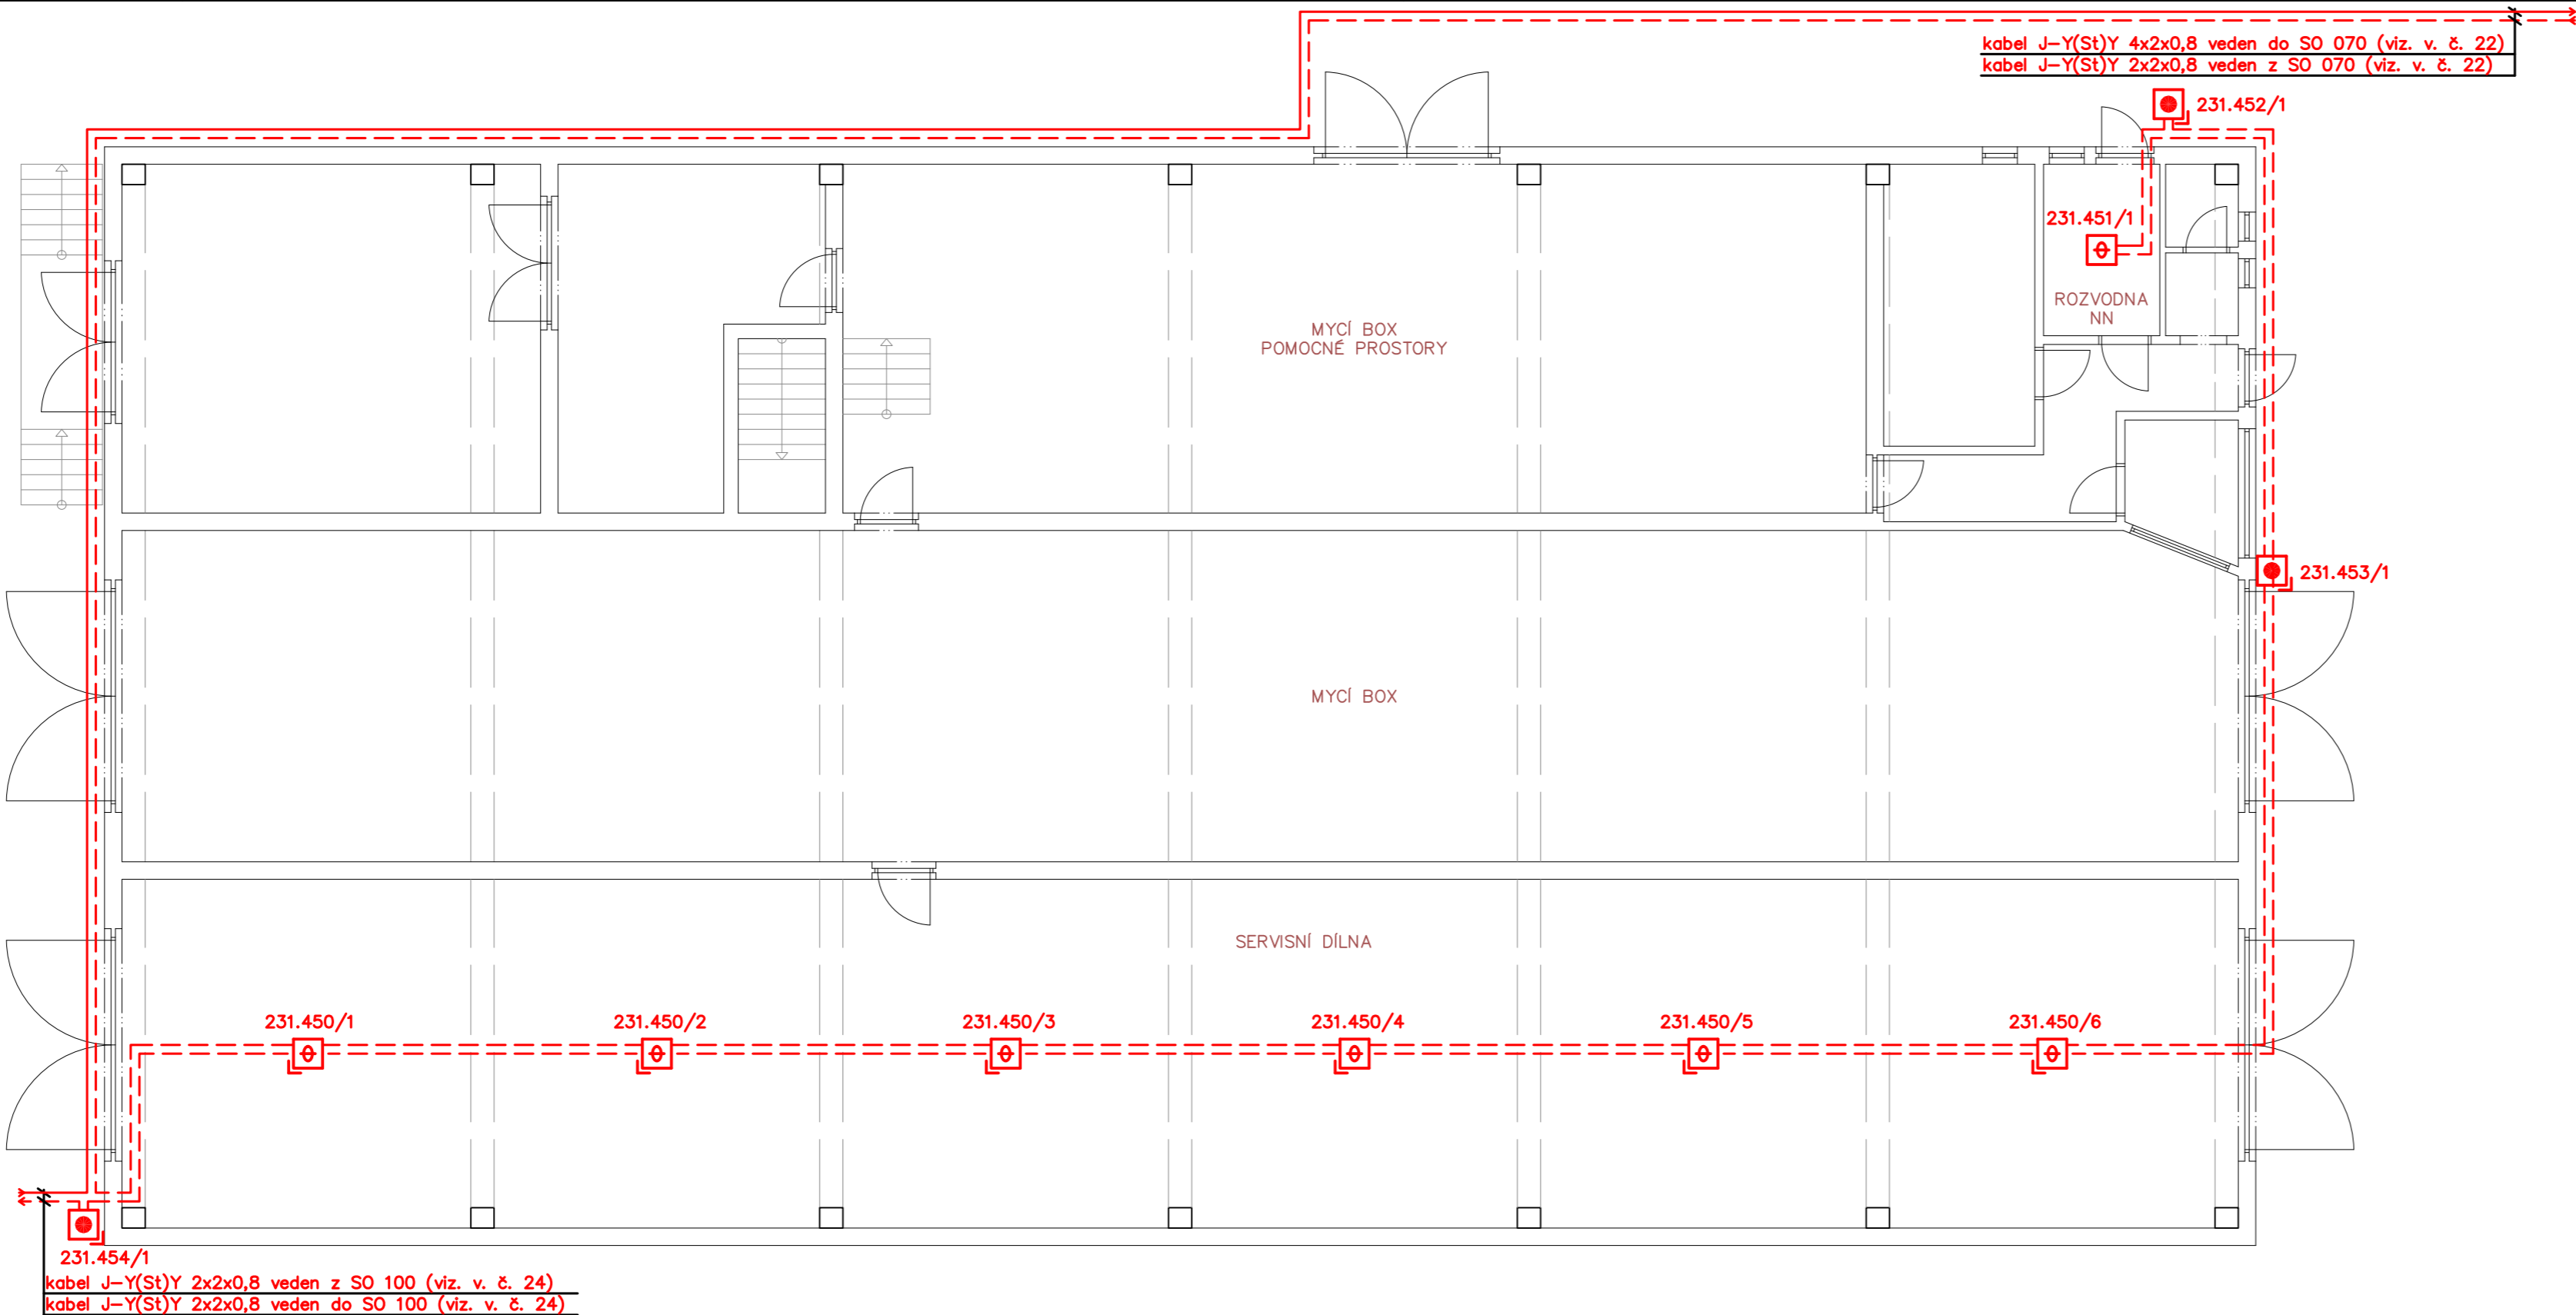 kabel J-Y(St)Y 4x2x0,8 veden do SO 070 (viz. v. č. 22)
kabel J-Y(St)Y 2x2x0,8 veden z SO 070 (viz. v. č. 22)
231.452/1
231.451/1
ROZVODNA
NN
MYCÍ BOX
POMOCNÉ PROSTORY
231.453/1
MYCÍ BOX
SERVISNÍ DÍLNA
231.450/1
231.450/2
231.450/3
231.450/4
231.450/5
231.450/6
231.454/1
kabel J-Y(St)Y 2x2x0,8 veden z SO 100 (viz. v. č. 24)
kabel J-Y(St)Y 2x2x0,8 veden do SO 100 (viz. v. č. 24)